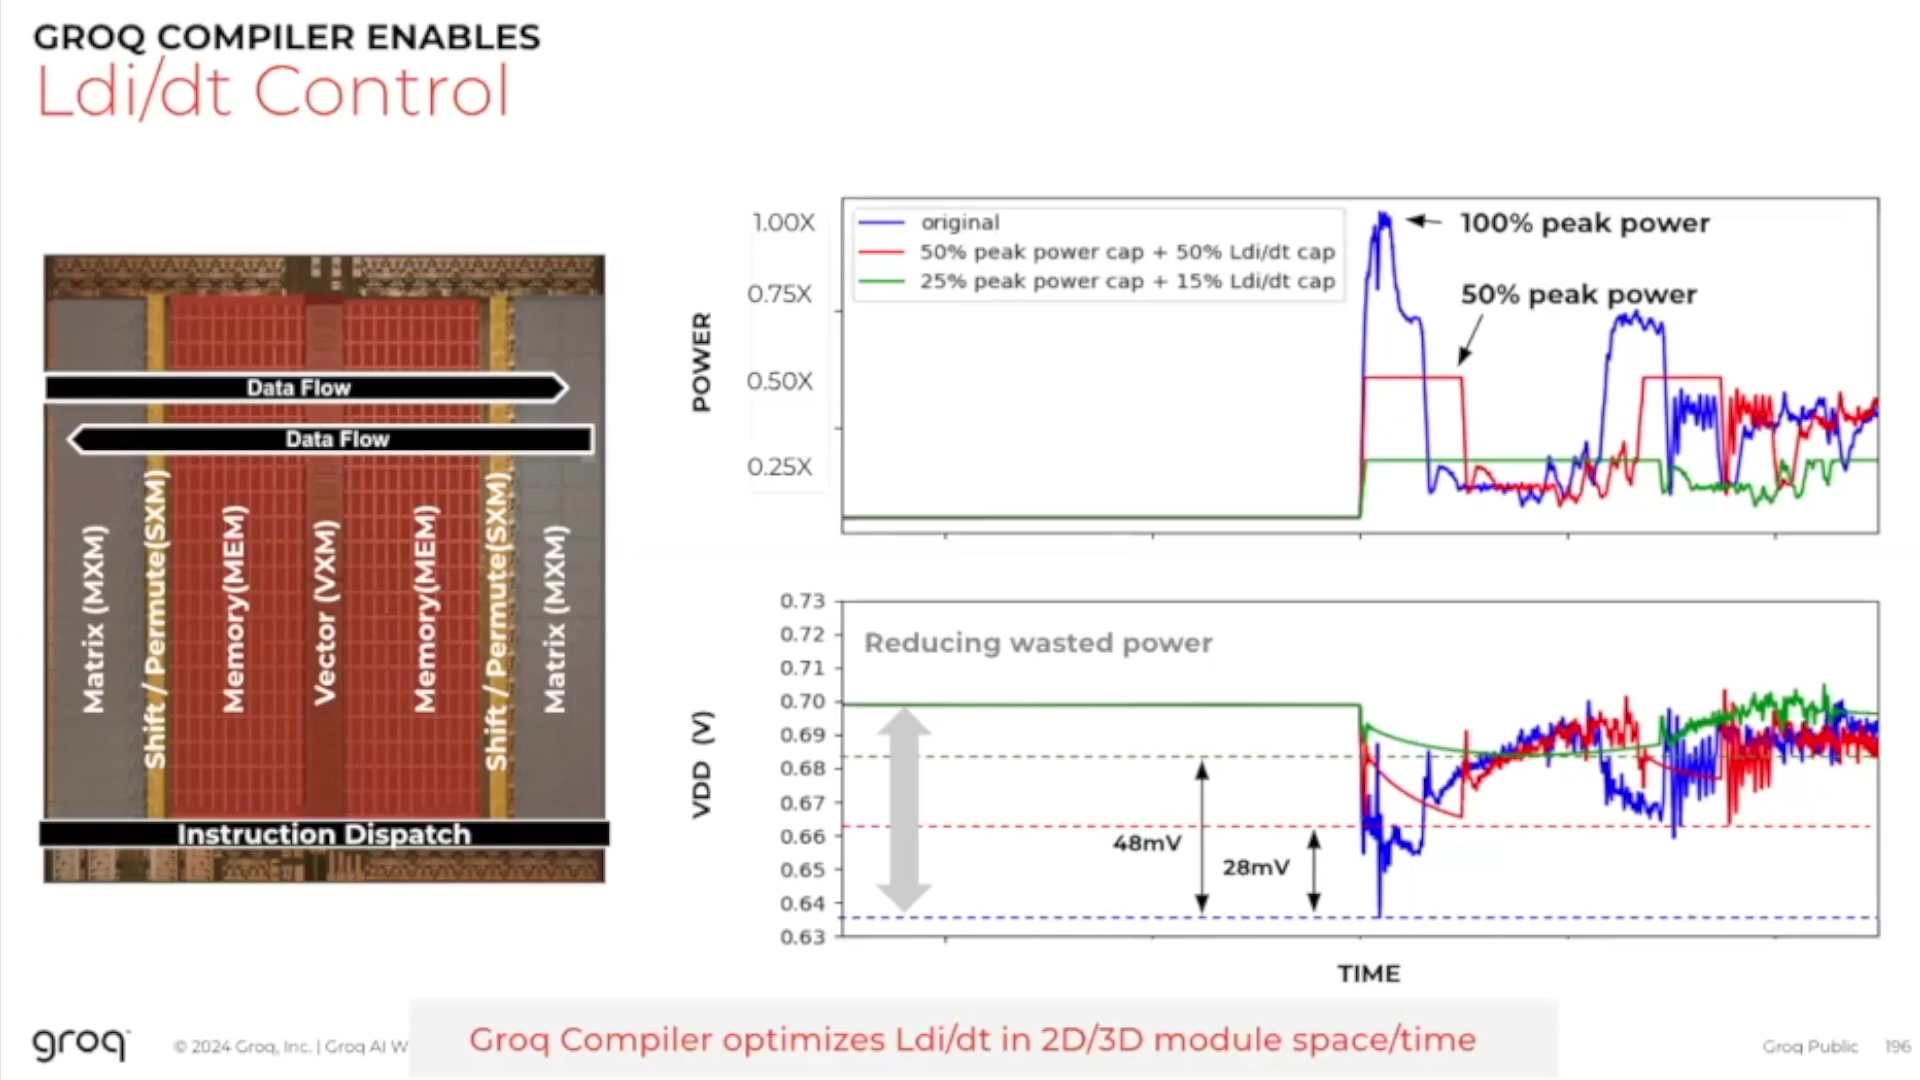 GROQ COMPILER ENABLES
Ldi/dt Control
Data Flow
Data Flow
Matrix (MXM)
Shift / Permute(SXM)
Memory(MEM)
Vector (VXM)
Memory(MEM)
Shift / Permute(SXM)
Matrix (MXM)
Instruction Dispatch
POWER
1.00X
0.75X
0.50X
0.25X
original
50% peak power cap + 50% Ldi/dt cap
25% peak power cap + 15% Ldi/dt cap
100% peak power
50% peak power
VDD (V)
0.73
0.72
0.71
0.70
0.69
0.68
0.67
0.66
0.65
0.64
0.63
Reducing wasted power
48mV
28mV
TIME
groq™
© 2024 Groq, Inc. | Groq AI W
Groq Compiler optimizes Ldi/dt in 2D/3D module space/time
Groq Public 196